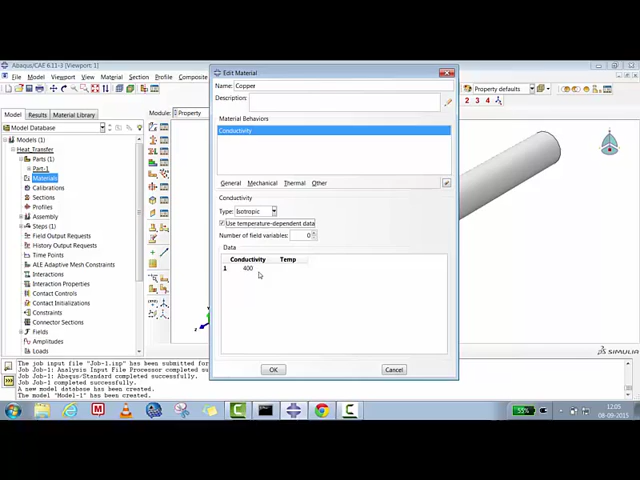 Abaqus/CAE 6.11-3 [Viewport: 1]
File Model Viewport View Material Section Profile Composite
Property defaults
2 3 4
Model Results Material Library
Module: Property
Model Database
Models (1)
Heat_Transfer
Parts (1)
Part-1
Materials
Calibrations
Sections
Profiles
Assembly
Steps (1)
Field Output Requests
History Output Requests
Time Points
ALE Adaptive Mesh Constraints
Interactions
Interaction Properties
Contact Controls
Contact Initializations
Constraints
Connector Sections
Fields
Amplitudes
Loads
Edit Material
Name: Copper
Description:
Material Behaviors
Conductivity
General Mechanical Thermal Other
Conductivity
Type: Isotropic
Use temperature-dependent data
Number of field variables: 0
Data
Conductivity Temp
1 400
OK Cancel
SIMULIA
The job input file "Job-1.inp" has been submitted for
Job Job-1: Analysis Input File Processor completed succes
Job Job-1: Abaqus/Standard completed successfully.
Job Job-1 completed successfully.
A new model database has been created.
The model "Model-1" has been created.
55%
12:05
08-09-2015